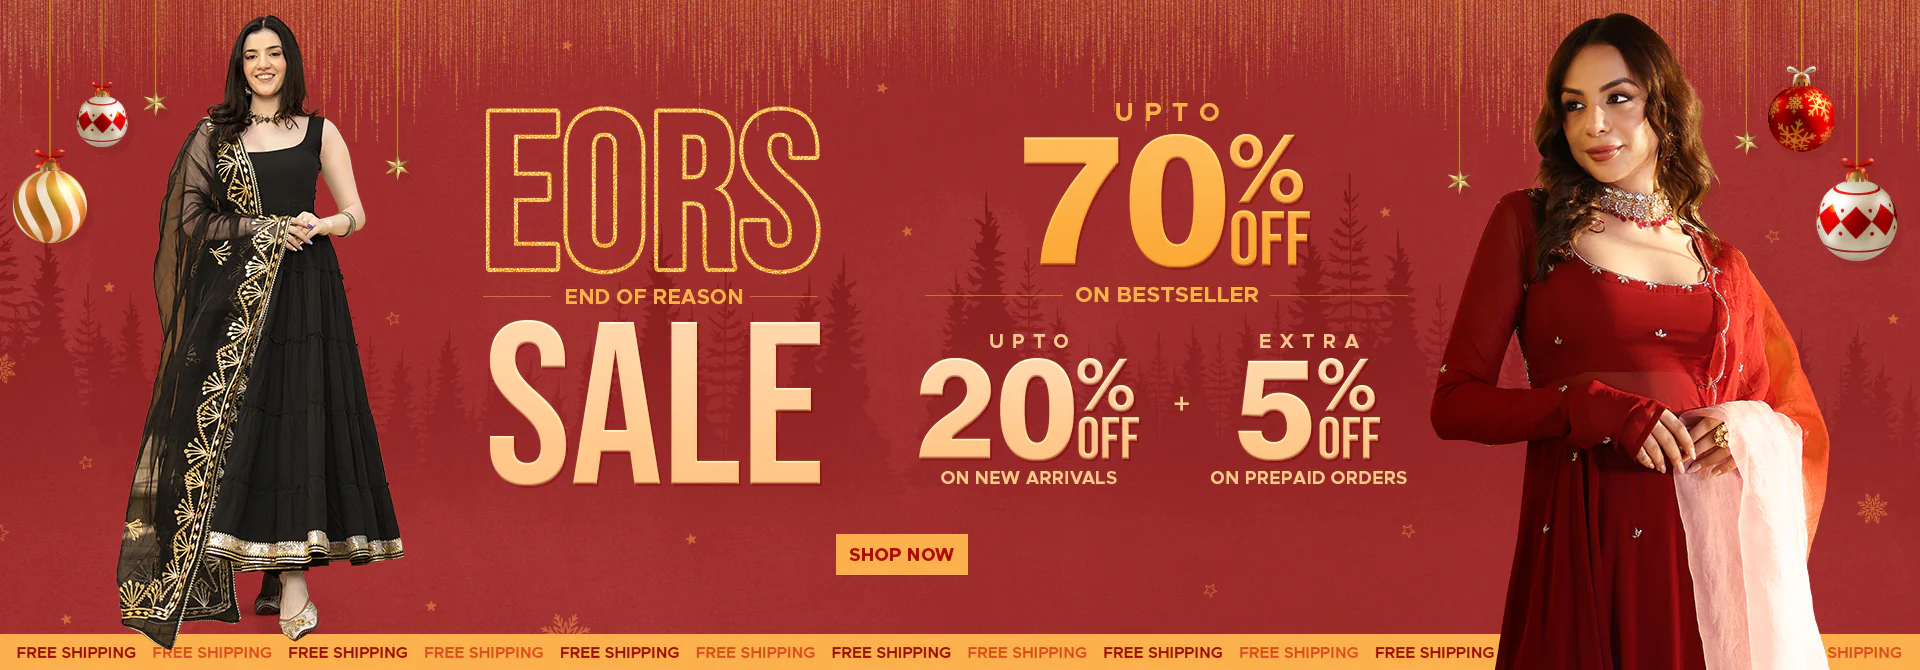 EORS
END OF REASON
SALE
UPTO
70% OFF
ON BESTSELLER
UPTO
20% OFF
ON NEW ARRIVALS
+
EXTRA
5% OFF
ON PREPAID ORDERS
SHOP NOW
FREE SHIPPING FREE SHIPPING FREE SHIPPING FREE SHIPPING FREE SHIPPING FREE SHIPPING FREE SHIPPING FREE SHIPPING FREE SHIPPING FREE SHIPPING FREE SHIPPING SHIPPING